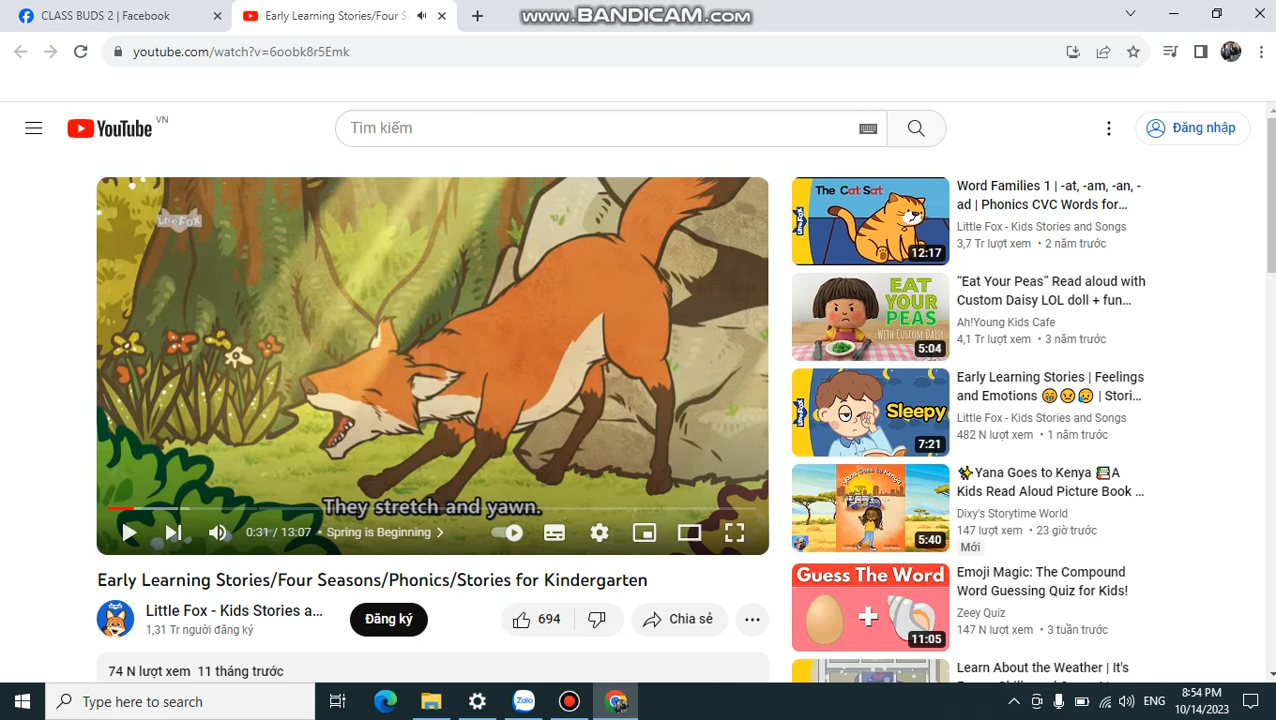 CLASS BUDS 2 | Facebook
Early Learning Stories/Four S
www.BANDICAM.com
youtube.com/watch?v=6oobk8r5Emk
YouTube VN
Tìm kiếm
Đăng nhập
Little Fox
They stretch and yawn.
0:31 / 13:07 • Spring is Beginning
Early Learning Stories/Four Seasons/Phonics/Stories for Kindergarten
Little Fox - Kids Stories a...
1,31 Tr người đăng ký
Đăng ký
694
Chia sẻ
74 N lượt xem 11 tháng trước
The Cat Sat
12:17
Word Families 1 | -at, -am, -an, -
ad | Phonics CVC Words for...
Little Fox - Kids Stories and Songs
3,7 Tr lượt xem • 2 năm trước
EAT
YOUR
PEAS
WITH CUSTOM DAISY
5:04
“Eat Your Peas” Read aloud with
Custom Daisy LOL doll + fun...
Ah!Young Kids Cafe
4,1 Tr lượt xem • 3 năm trước
Sleepy
7:21
Early Learning Stories | Feelings
and Emotions 😁😠😥 | Stori...
Little Fox - Kids Stories and Songs
482 N lượt xem • 1 năm trước
Yana Goes to Kenya
5:40
✨Yana Goes to Kenya 📚A
Kids Read Aloud Picture Book ...
Dixy's Storytime World
147 lượt xem • 23 giờ trước
Mới
GUESS THE WORD
11:05
Emoji Magic: The Compound
Word Guessing Quiz for Kids!
Zeey Quiz
147 N lượt xem • 3 tuần trước
Learn About the Weather | It's
Type here to search
Zalo
ENG
8:54 PM
10/14/2023